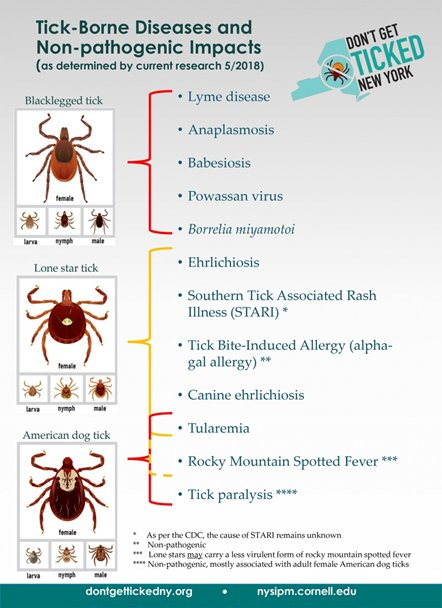 Tick-Borne Diseases and
Non-pathogenic Impacts
(as determined by current research 5/2018)
DON'T GET
TICKED
NEW YORK
Blacklegged tick
female
larva nymph male
• Lyme disease
• Anaplasmosis
• Babesiosis
• Powassan virus
• Borrelia miyamotoi
Lone star tick
female
larva nymph male
• Ehrlichiosis
• Southern Tick Associated Rash
Illness (STARI) *
• Tick Bite-Induced Allergy (alpha-
gal allergy) **
• Canine ehrlichiosis
American dog tick
female
larva nymph male
• Tularemia
• Rocky Mountain Spotted Fever ***
• Tick paralysis ****
* As per the CDC, the cause of STARI remains unknown
** Non-pathogenic
*** Lone stars may carry a less virulent form of rocky mountain spotted fever
**** Non-pathogenic, mostly associated with adult female American dog ticks
dontgettickedny.org • nysipm.cornell.edu